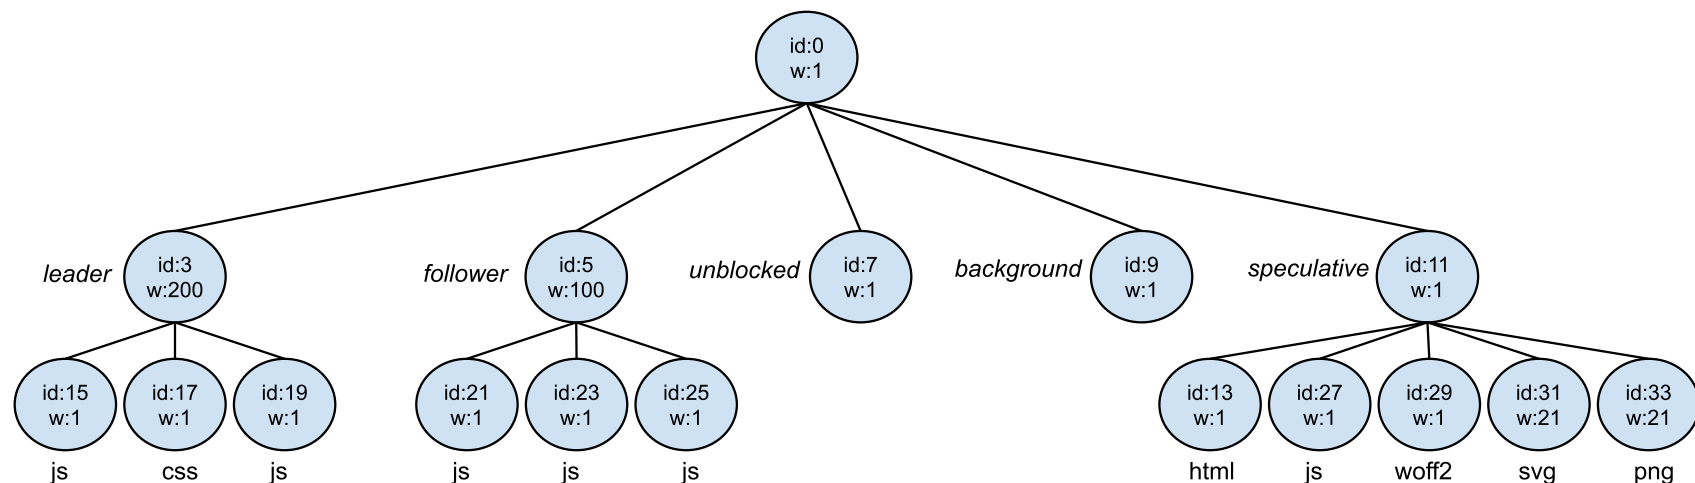 id:0
w:1
leader
id:3
w:200
follower
id:5
w:100
unblocked
id:7
w:1
background
id:9
w:1
speculative
id:11
w:1
id:15
w:1
id:17
w:1
id:19
w:1
id:21
w:1
id:23
w:1
id:25
w:1
id:13
w:1
id:27
w:1
id:29
w:1
id:31
w:21
id:33
w:21
js
css
js
js
js
js
html
js
woff2
svg
png